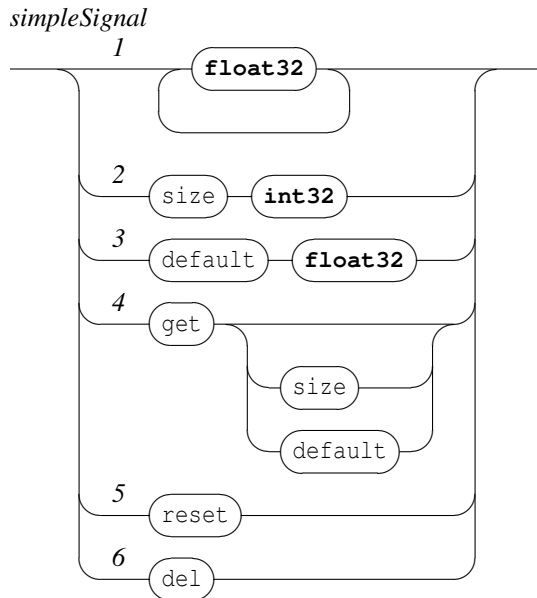 simpleSignal
1
float32
2
size int32
3
default float32
4
get
size
default
5
reset
6
del